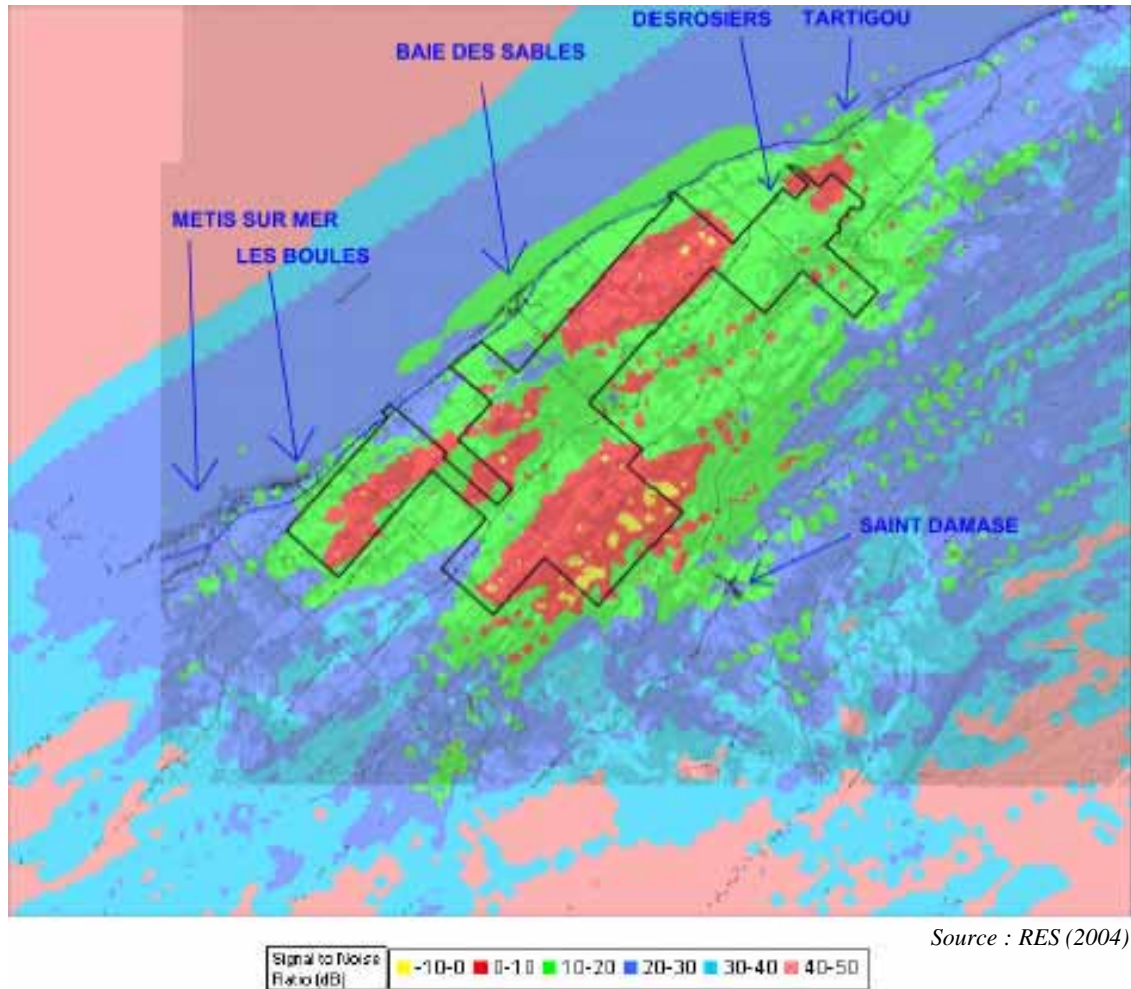 DESROSIERS TARTIGOU
BAIE DES SABLES
METIS SUR MER
LES BOULES
SAINT DAMASE
Source : RES (2004)
Signal to Noise
Ratio (dB)
-10-0 0-10 10-20 20-30 30-40 40-50